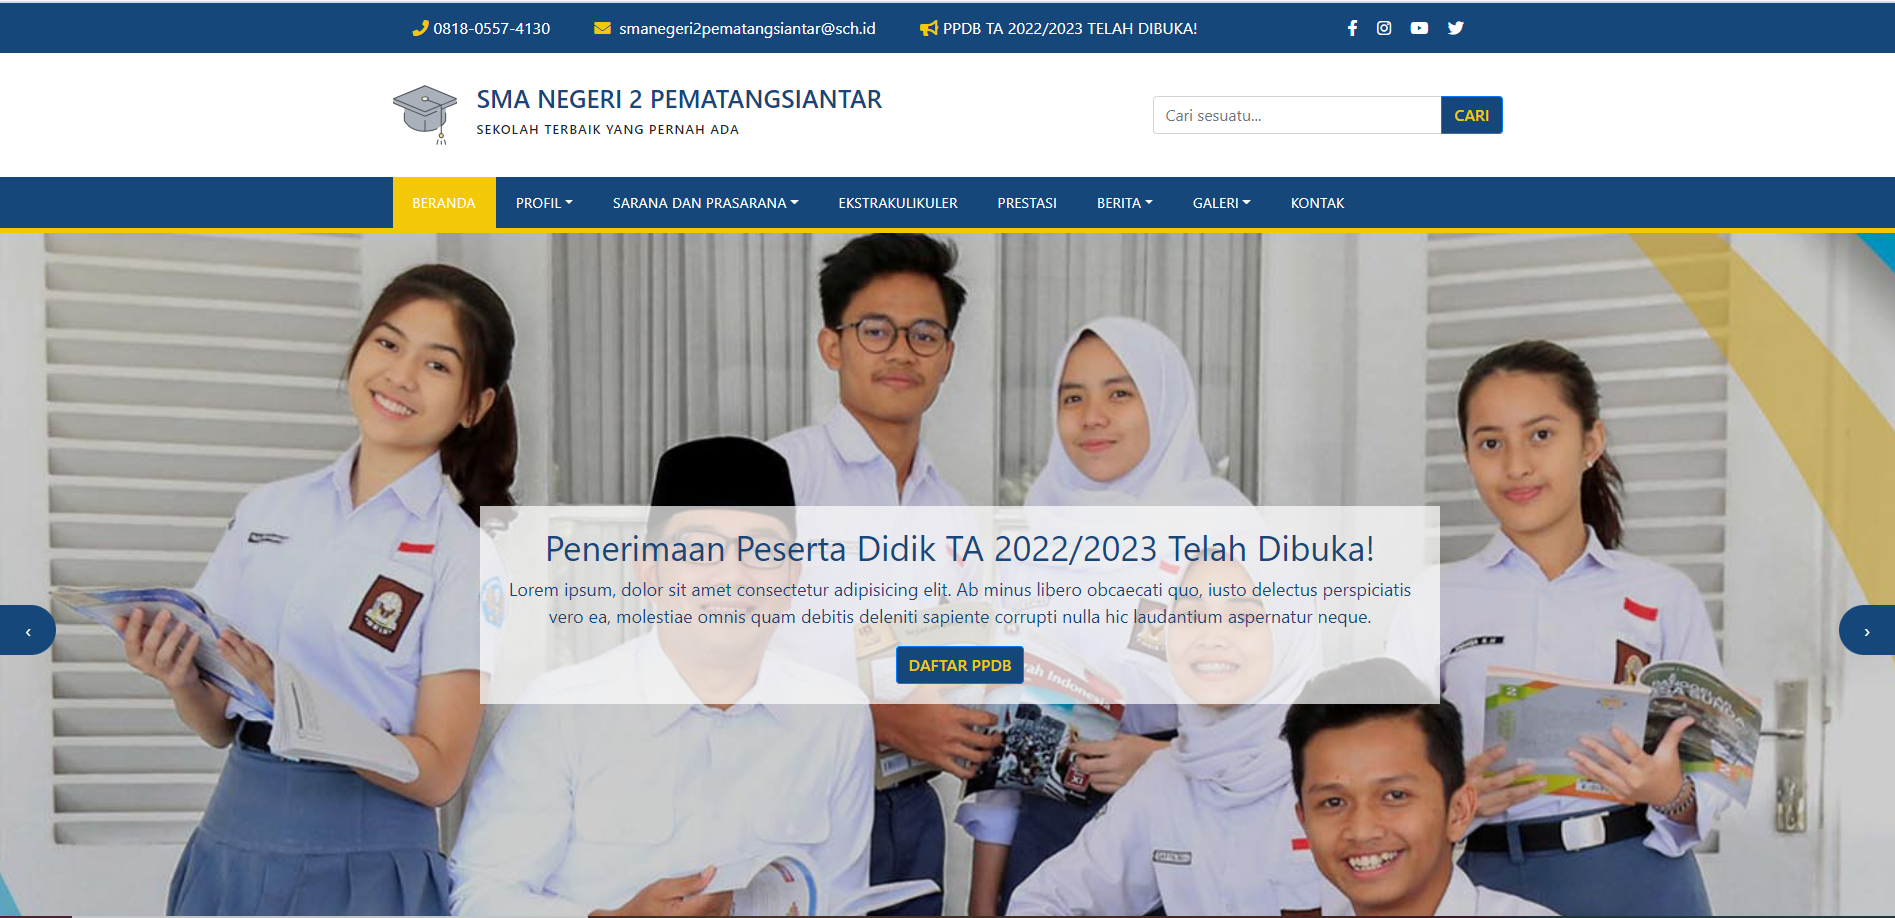 0818-0557-4130
smanegeri2pematangsiantar@sch.id
PPDB TA 2022/2023 TELAH DIBUKA!
SMA NEGERI 2 PEMATANGSIANTAR
SEKOLAH TERBAIK YANG PERNAH ADA
Cari sesuatu...
CARI
BERANDA
PROFIL
SARANA DAN PRASARANA
EKSTRAKULIKULER
PRESTASI
BERITA
GALERI
KONTAK
Penerimaan Peserta Didik TA 2022/2023 Telah Dibuka!
Lorem ipsum, dolor sit amet consectetur adipisicing elit. Ab minus libero obcaecati quo, iusto delectus perspiciatis
vero ea, molestiae omnis quam debitis deleniti sapiente corrupti nulla hic laudantium aspernatur neque.
‹
›
DAFTAR PPDB
Indonesia
XI
2